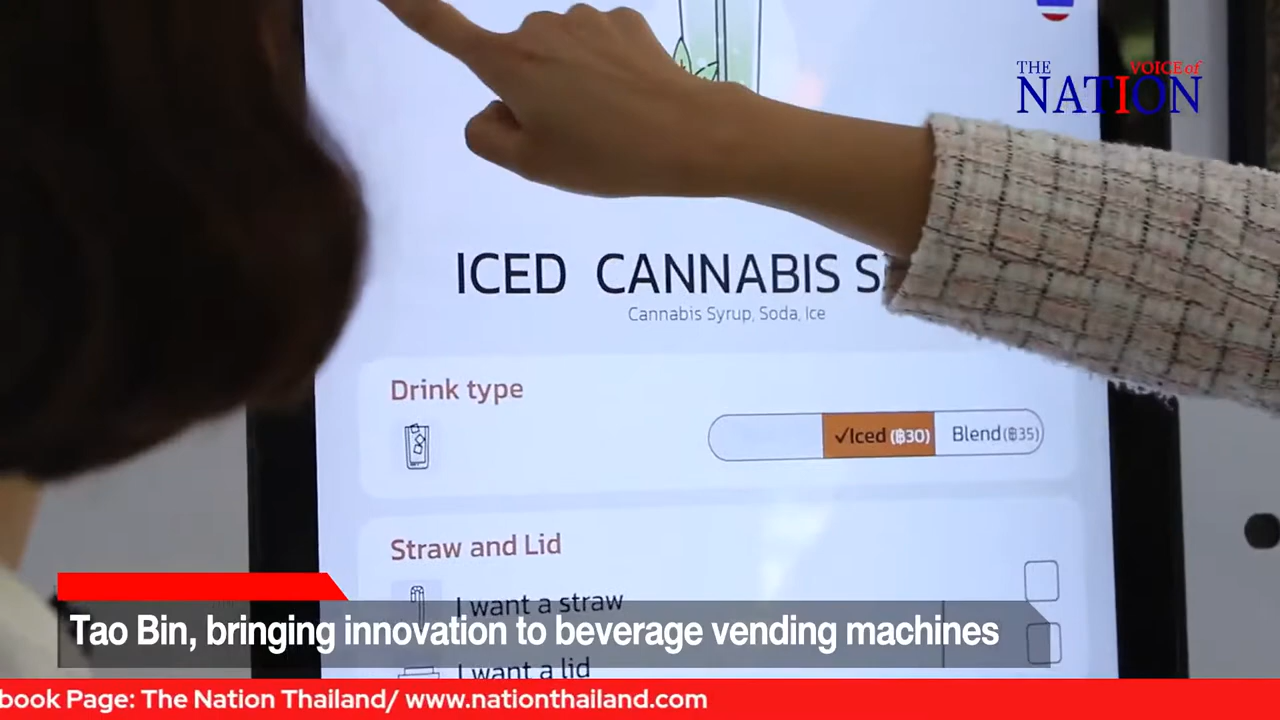 THE VOICE of
NATION
ICED CANNABIS
Cannabis Syrup, Soda, Ice
Drink type
✓Iced (฿30)
Blend (฿35)
Straw and Lid
I want a straw
Tao Bin, bringing innovation to beverage vending machines
I want a lid
book Page: The Nation Thailand/ www.nationthailand.com